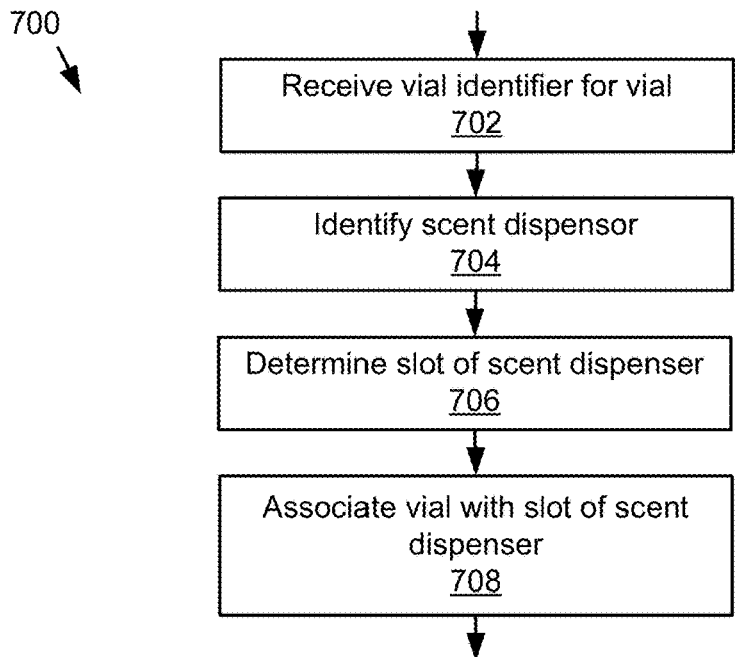 700
Receive vial identifier for vial
702
Identify scent dispensor
704
Determine slot of scent dispenser
706
Associate vial with slot of scent
dispenser
708